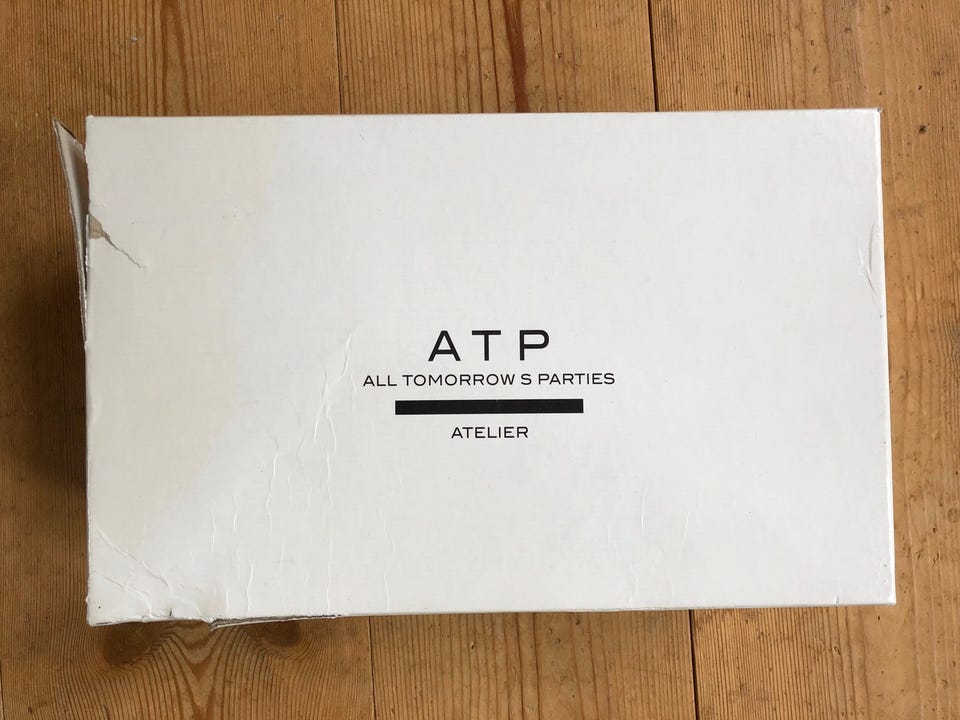 ATP
ALL TOMORROW S PARTIES
ATELIER